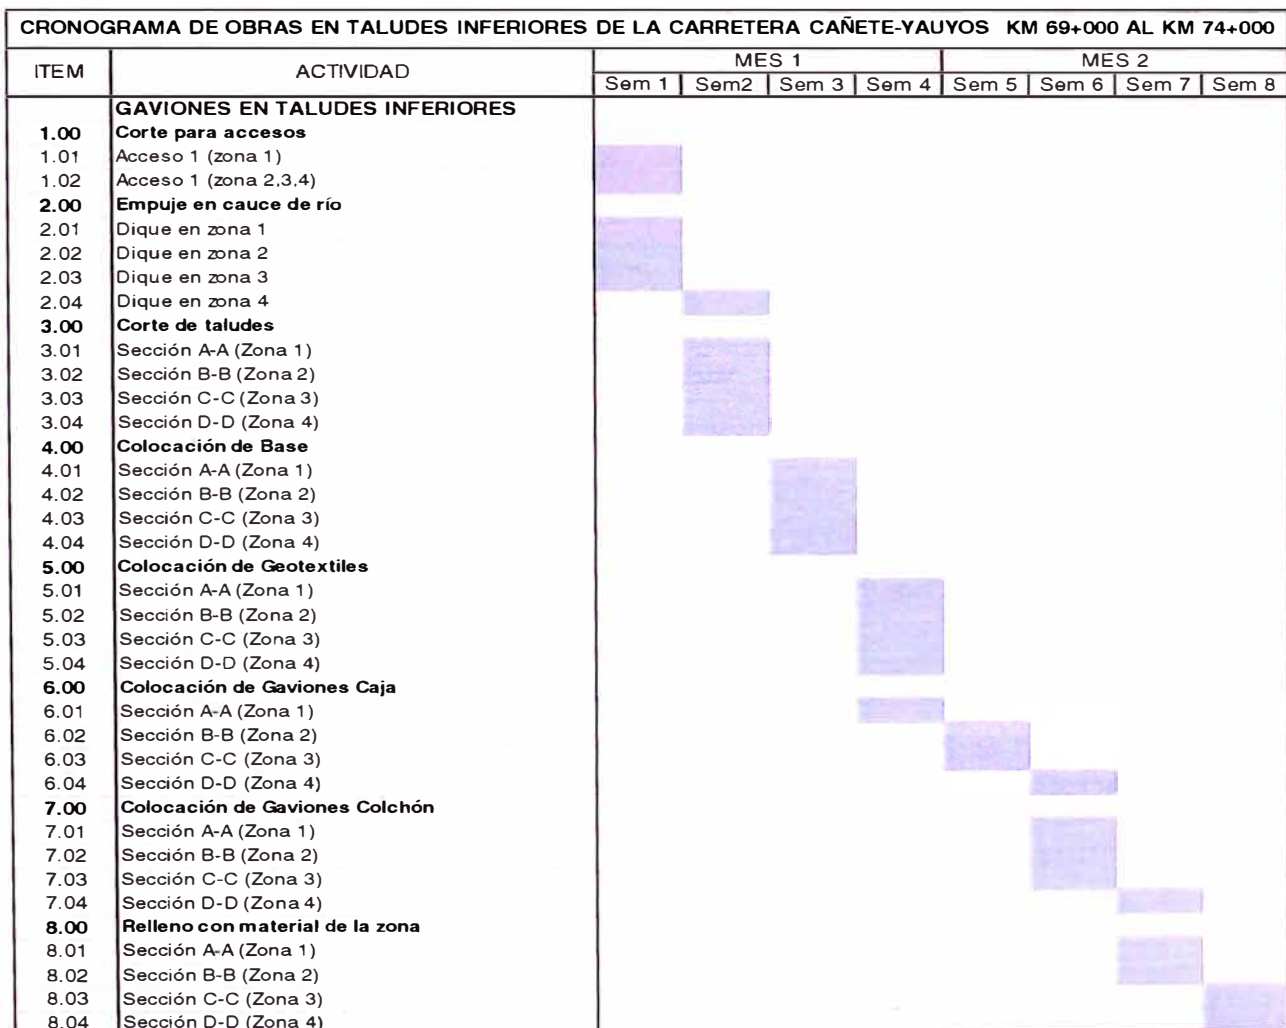 CRONOGRAMA DE OBRAS EN TALUDES INFERIORES DE LA CARRETERA CAÑETE-YAUYOS KM 69+000 AL KM 74+000
ITEM ACTIVIDAD MES 1 MES 2
Sem 1 Sem2 Sem 3 Sem 4 Sem 5 Sem 6 Sem 7 Sem 8
GAVIONES EN TALUDES INFERIORES
1.00 Corte para accesos
1.01 Acceso 1 (zona 1)
1.02 Acceso 1 (zona 2,3,4)
2.00 Empuje en cauce de río
2.01 Dique en zona 1
2.02 Dique en zona 2
2.03 Dique en zona 3
2.04 Dique en zona 4
3.00 Corte de taludes
3.01 Sección A-A (Zona 1)
3.02 Sección B-B (Zona 2)
3.03 Sección C-C (Zona 3)
3.04 Sección D-D (Zona 4)
4.00 Colocación de Base
4.01 Sección A-A (Zona 1)
4.02 Sección B-B (Zona 2)
4.03 Sección C-C (Zona 3)
4.04 Sección D-D (Zona 4)
5.00 Colocación de Geotextiles
5.01 Sección A-A (Zona 1)
5.02 Sección B-B (Zona 2)
5.03 Sección C-C (Zona 3)
5.04 Sección D-D (Zona 4)
6.00 Colocación de Gaviones Caja
6.01 Sección A-A (Zona 1)
6.02 Sección B-B (Zona 2)
6.03 Sección C-C (Zona 3)
6.04 Sección D-D (Zona 4)
7.00 Colocación de Gaviones Colchón
7.01 Sección A-A (Zona 1)
7.02 Sección B-B (Zona 2)
7.03 Sección C-C (Zona 3)
7.04 Sección D-D (Zona 4)
8.00 Relleno con material de la zona
8.01 Sección A-A (Zona 1)
8.02 Sección B-B (Zona 2)
8.03 Sección C-C (Zona 3)
8.04 Sección D-D (Zona 4)